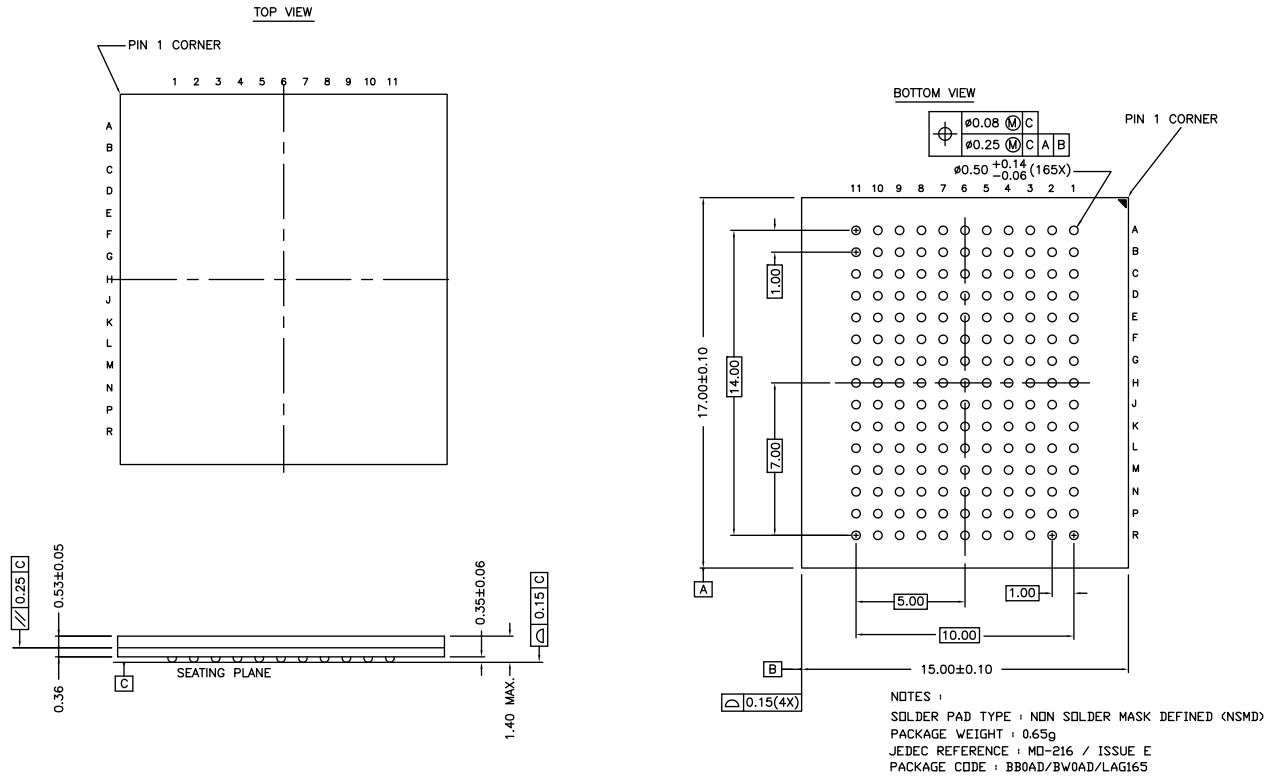 TOP VIEW
PIN 1 CORNER
1 2 3 4 5 6 7 8 9 10 11
A
B
C
D
E
F
G
H
J
K
L
M
N
P
R
BOTTOM VIEW
⌀0.08 Ⓜ C
⌀0.25 Ⓜ C A B
PIN 1 CORNER
⌀0.50 +0.14 -0.06 (165X)
11 10 9 8 7 6 5 4 3 2 1
A
B
C
D
E
F
G
H
J
K
L
M
N
P
R
1.00
17.00±0.10
14.00
7.00
A
5.00
1.00
10.00
B
15.00±0.10
0.15(4X)
// 0.25 C
0.53±0.05
0.36
C
SEATING PLANE
0.35±0.06
1.40 MAX.
0.15 C
NOTES :
SOLDER PAD TYPE : NON SOLDER MASK DEFINED (NSMD)
PACKAGE WEIGHT : 0.65g
JEDEC REFERENCE : MO-216 / ISSUE E
PACKAGE CODE : BB0AD/BW0AD/LAG165